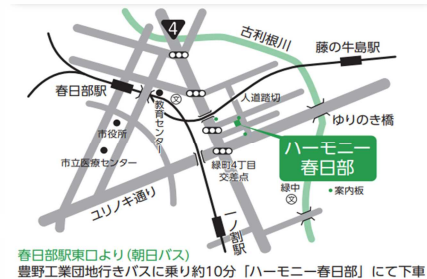 4
古利根川
藤の牛島駅
春日部駅
教育センター
文
人道踏切
ゆりのき橋
市役所
市立医療センター
緑町4丁目
交差点
ハーモニー
春日部
ユリノキ通り
一ノ割駅
緑中
文
案内板
春日部駅東口より(朝日バス)
豊野工業団地行きバスに乗り約10分「ハーモニー春日部」にて下車